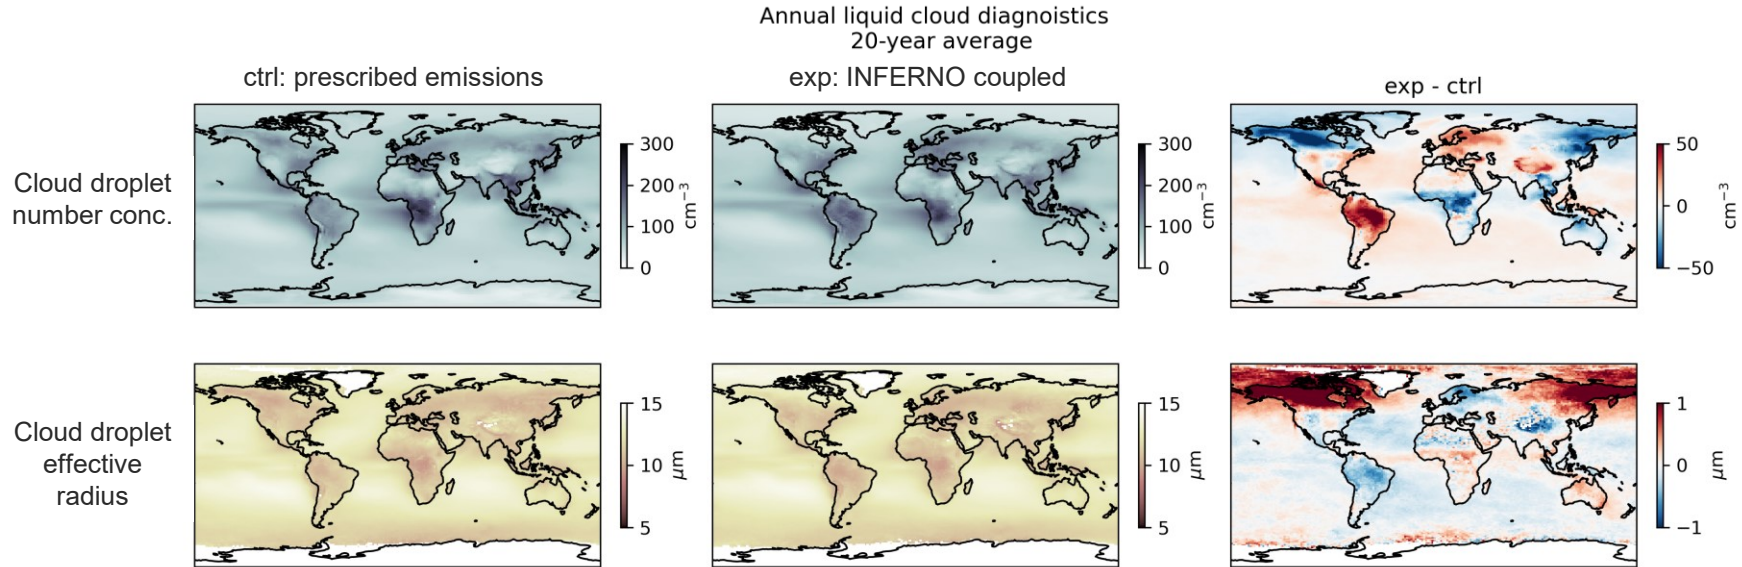 Annual liquid cloud diagnoistics
20-year average
ctrl: prescribed emissions
exp: INFERNO coupled
exp - ctrl
Cloud droplet
number conc.
300
200
100
0
cm⁻³
300
200
100
0
cm⁻³
50
0
−50
cm⁻³
Cloud droplet
effective
radius
15
10
5
μm
15
10
5
μm
1
0
−1
μm